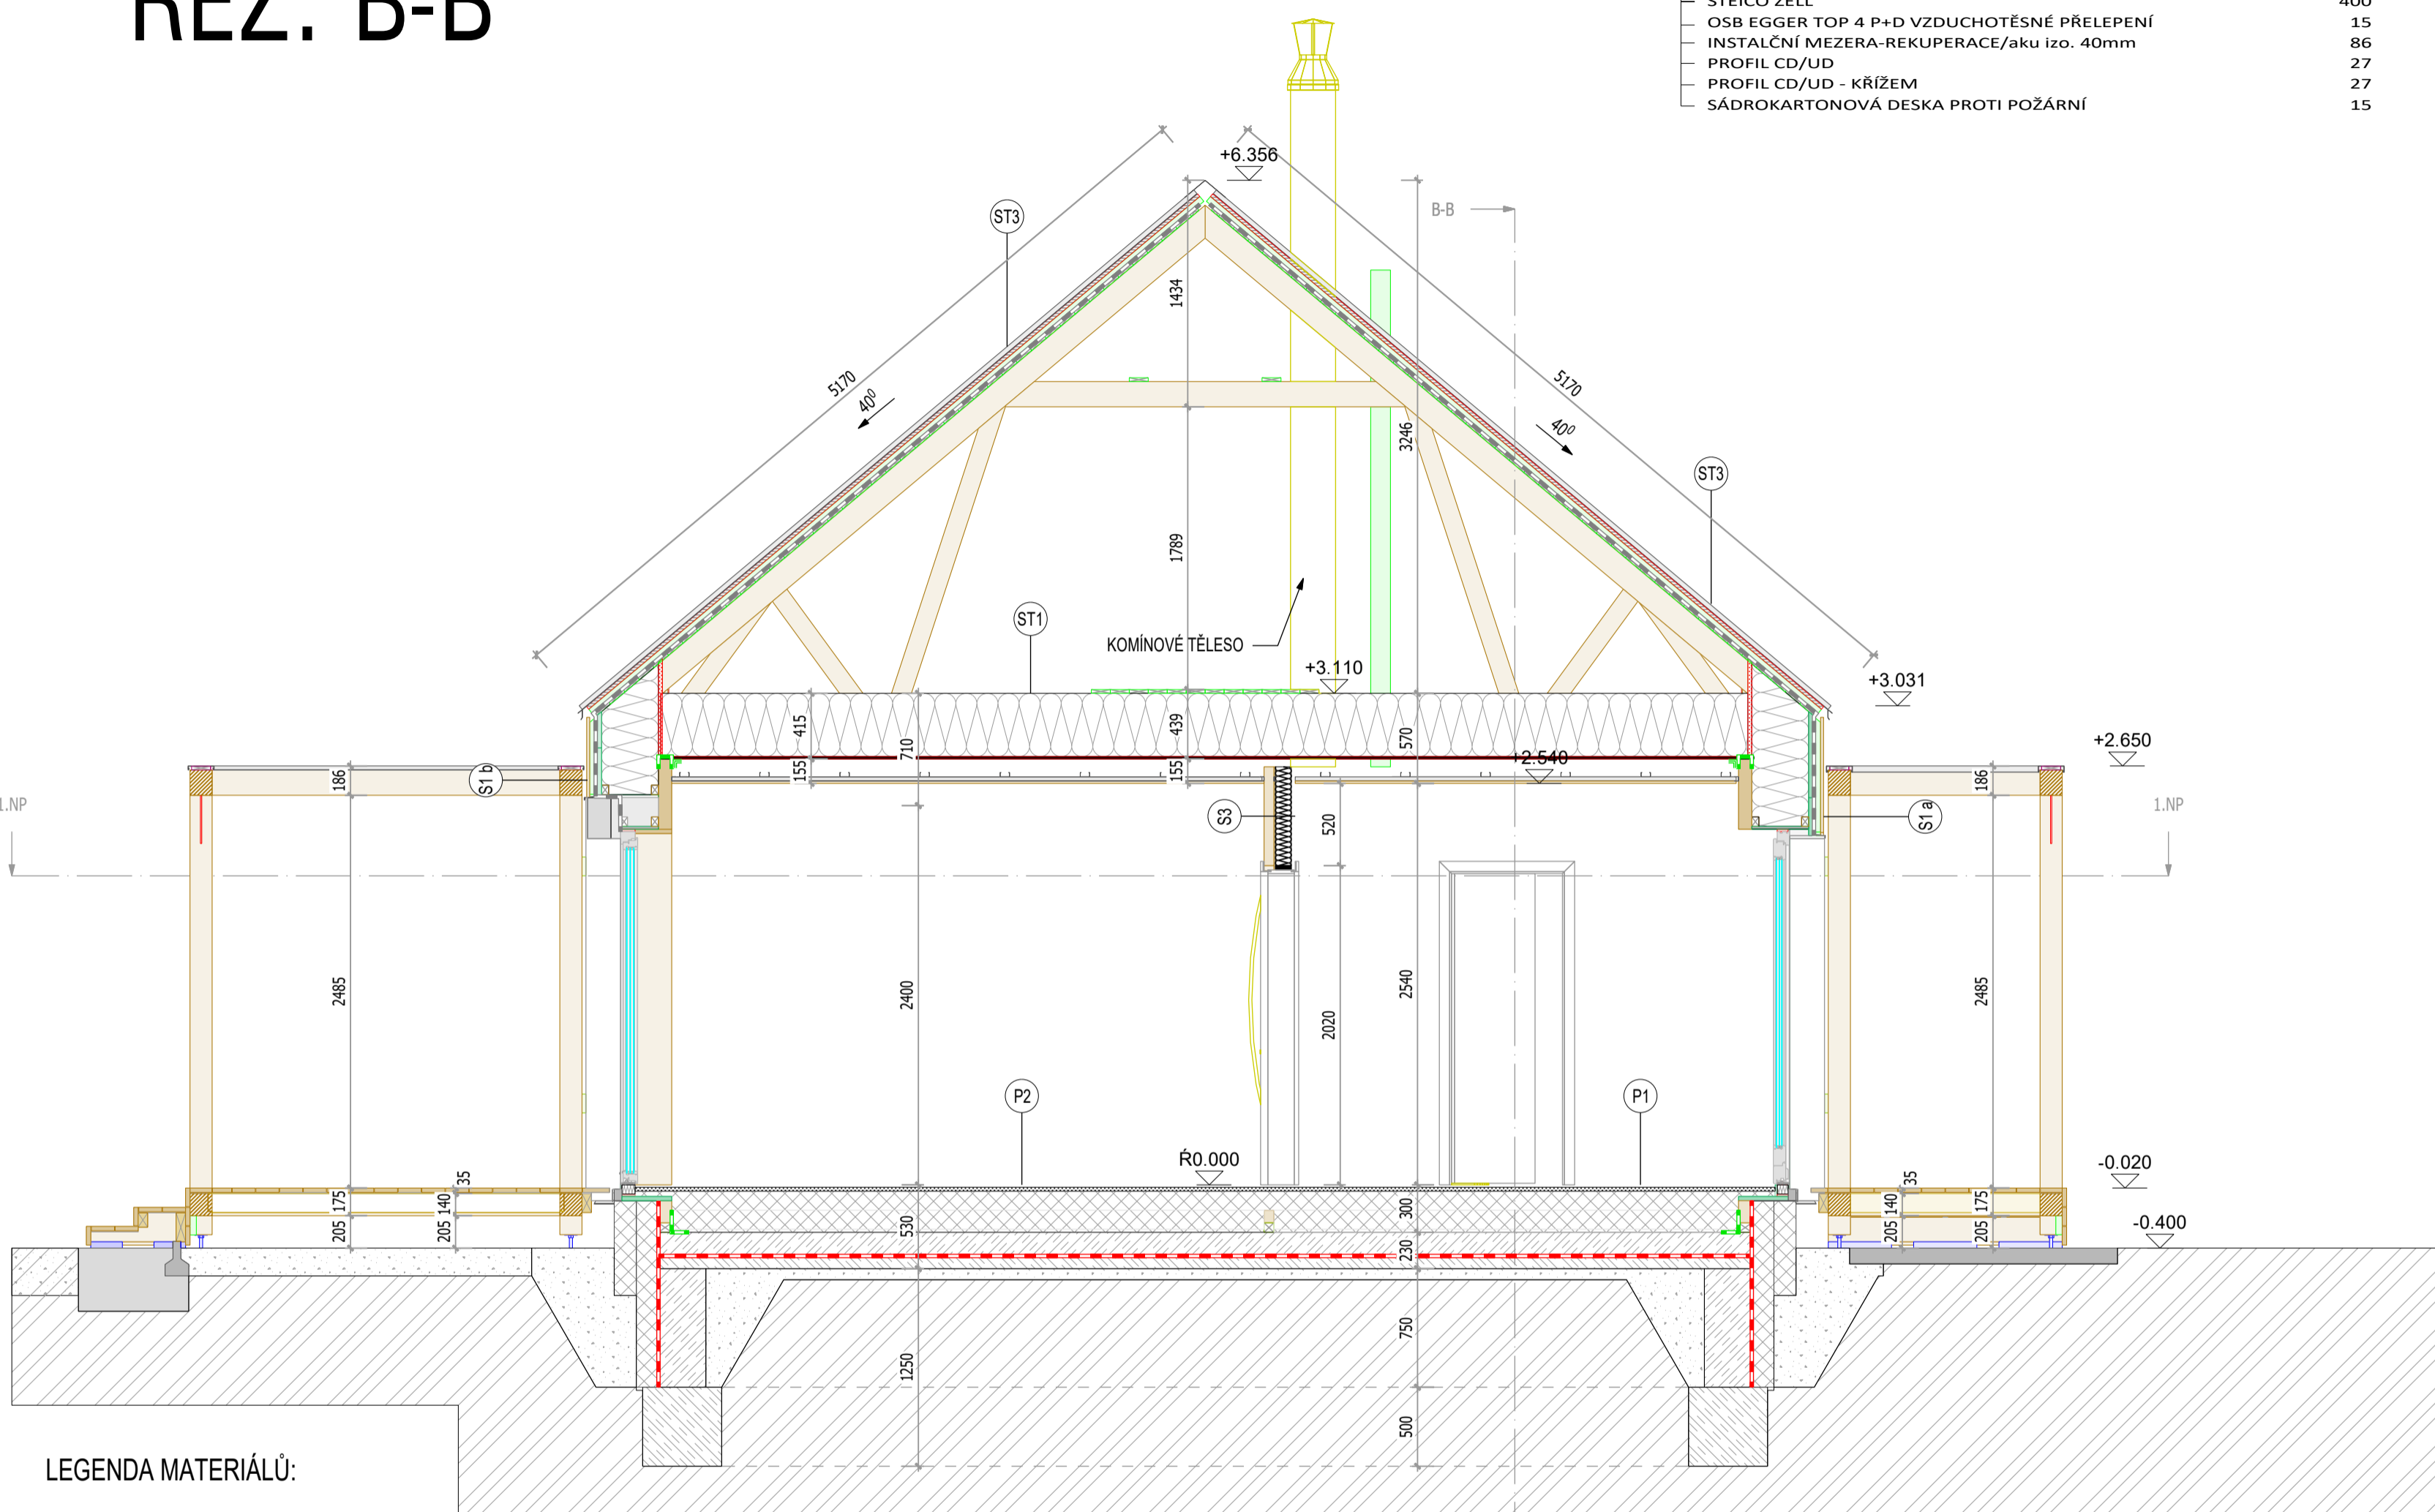 ŘEZ: B-B
STEICO ZELL 400
OSB EGGER TOP 4 P+D VZDUCHOTĚSNÉ PŘELEPENÍ 15
INSTALČNÍ MEZERA-REKUPERACE/aku izo. 40mm 86
PROFIL CD/UD 27
PROFIL CD/UD - KŘÍŽEM 27
SÁDROKARTONOVÁ DESKA PROTI POŽÁRNÍ 15
+6.356
ST3
B-B
1434
5170
40⁰
5170
40⁰
3246
ST3
1789
ST1
KOMÍNOVÉ TĚLESO
+3.110
+3.031
415
710
439
570
+2.540
+2.650
155
155
186
S1 b
186
1.NP
S3
520
S1 a
1.NP
2485
2400
2540
2485
2020
P2
P1
Ŕ0.000
-0.020
35
35
175
140
140
175
205
205
530
300
205
205
-0.400
230
750
1250
500
LEGENDA MATERIÁLŮ: